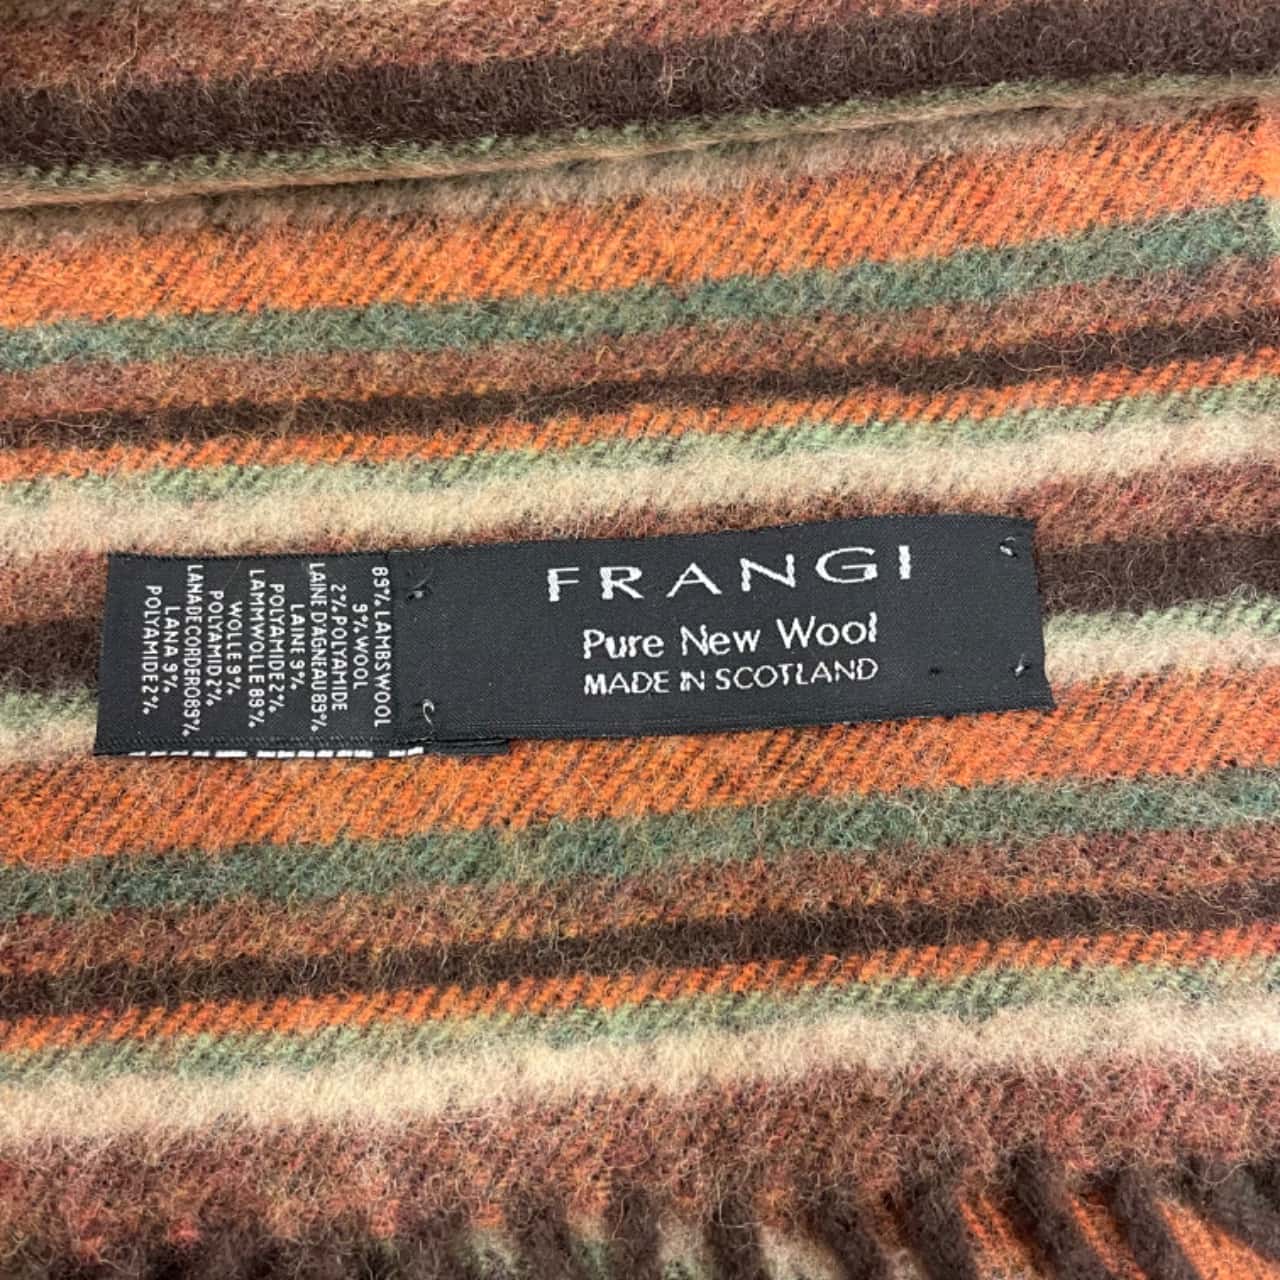 FRANGI
Pure New Wool
MADE IN SCOTLAND
89% LAMBSWOOL
9% WOOL
2% POLYAMIDE
LAINE D'AGNEAU 89%
LAINE 9%
POLYAMIDE 2%
LAMMWOLLE 89%
WOLLE 9%
POLYAMID 2%
LANA DE CORDERO 89%
LANA 9%
POLYAMIDE 2%